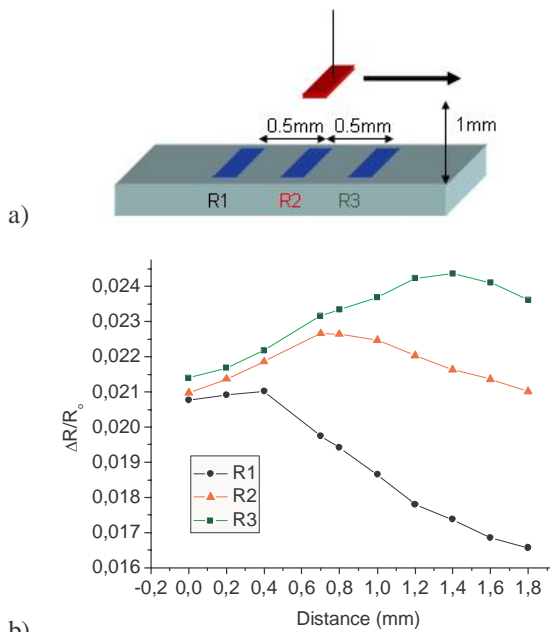 0.5mm 0.5mm
1mm
R1 R2 R3
a)
0,024
0,023
0,022
0,021
0,020
0,019
0,018
0,017
0,016
ΔR/R₀
R1
R2
R3
-0,2 0,0 0,2 0,4 0,6 0,8 1,0 1,2 1,4 1,6 1,8
Distance (mm)
b)